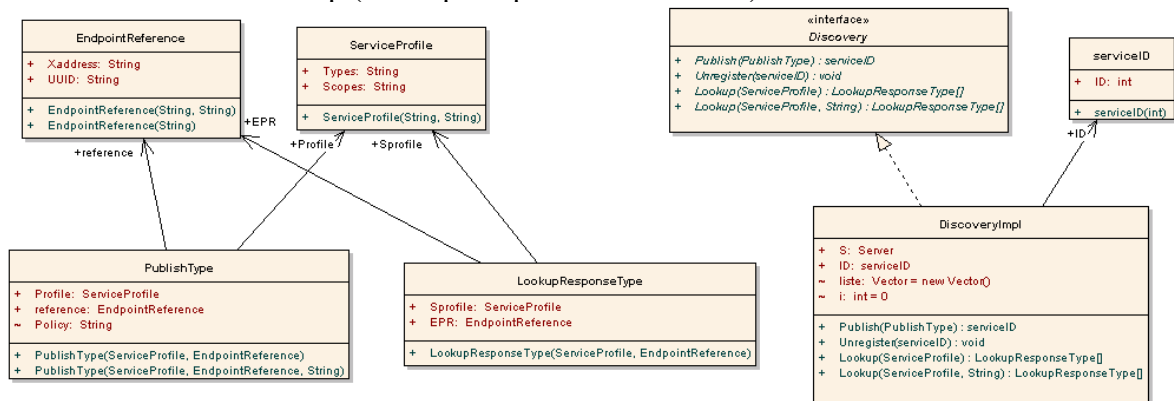 EndpointReference
+ Xaddress: String
+ UUID: String
+ EndpointReference(String, String)
+ EndpointReference(String)
ServiceProfile
+ Types: String
+ Scopes: String
+ ServiceProfile(String, String)
«interface»
Discovery
+ Publish(PublishType) : serviceID
+ Unregister(serviceID) : void
+ Lookup(ServiceProfile) : LookupResponseType[]
+ Lookup(ServiceProfile, String) : LookupResponseType[]
serviceID
+ ID: int
+ serviceID(int)
+EPR
+reference
+Profile
+Sprofile
+ID
PublishType
+ Profile: ServiceProfile
+ reference: EndpointReference
~ Policy: String
+ PublishType(ServiceProfile, EndpointReference)
+ PublishType(ServiceProfile, EndpointReference, String)
LookupResponseType
+ Sprofile: ServiceProfile
+ EPR: EndpointReference
+ LookupResponseType(ServiceProfile, EndpointReference)
DiscoveryImpl
+ S: Server
+ ID: serviceID
~ liste: Vector = new Vector()
~ i: int = 0
+ Publish(PublishType) : serviceID
+ Unregister(serviceID) : void
+ Lookup(ServiceProfile) : LookupResponseType[]
+ Lookup(ServiceProfile, String) : LookupResponseType[]